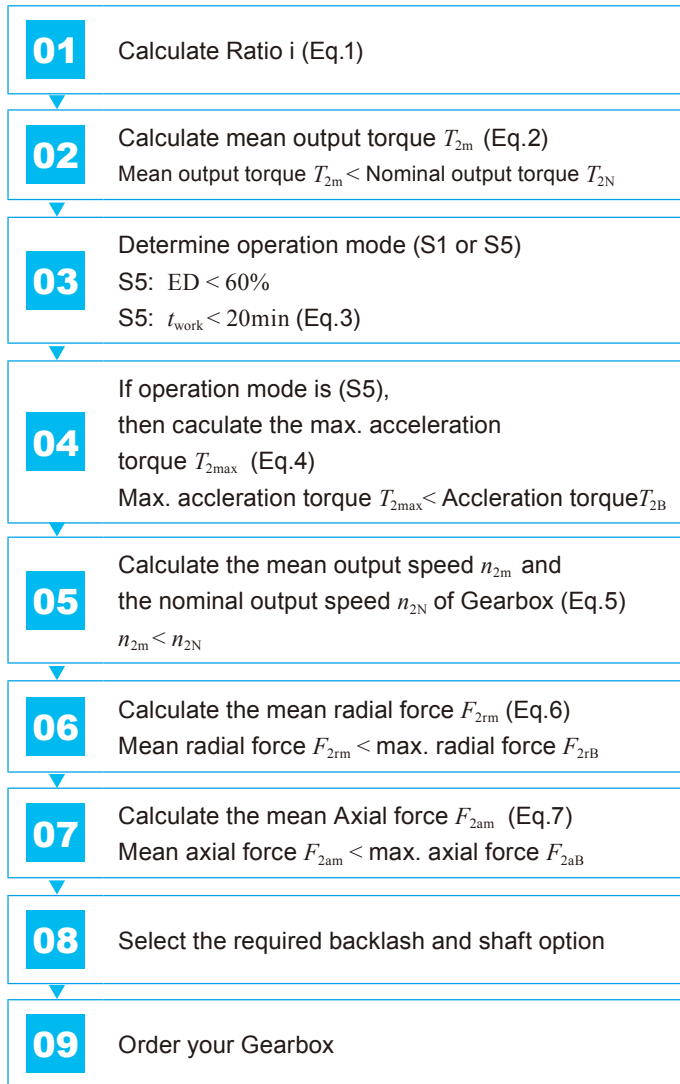 01
Calculate Ratio i (Eq.1)
02
Calculate mean output torque T2m (Eq.2)
Mean output torque T2m < Nominal output torque T2N
03
Determine operation mode (S1 or S5)
S5: ED < 60%
S5: twork < 20min (Eq.3)
04
If operation mode is (S5),
then caculate the max. acceleration
torque T2max (Eq.4)
Max. accleration torque T2max < Accleration torque T2B
05
Calculate the mean output speed n2m and
the nominal output speed n2N of Gearbox (Eq.5)
n2m < n2N
06
Calculate the mean radial force F2rm (Eq.6)
Mean radial force F2rm < max. radial force F2rB
07
Calculate the mean Axial force F2am (Eq.7)
Mean axial force F2am < max. axial force F2aB
08
Select the required backlash and shaft option
09
Order your Gearbox